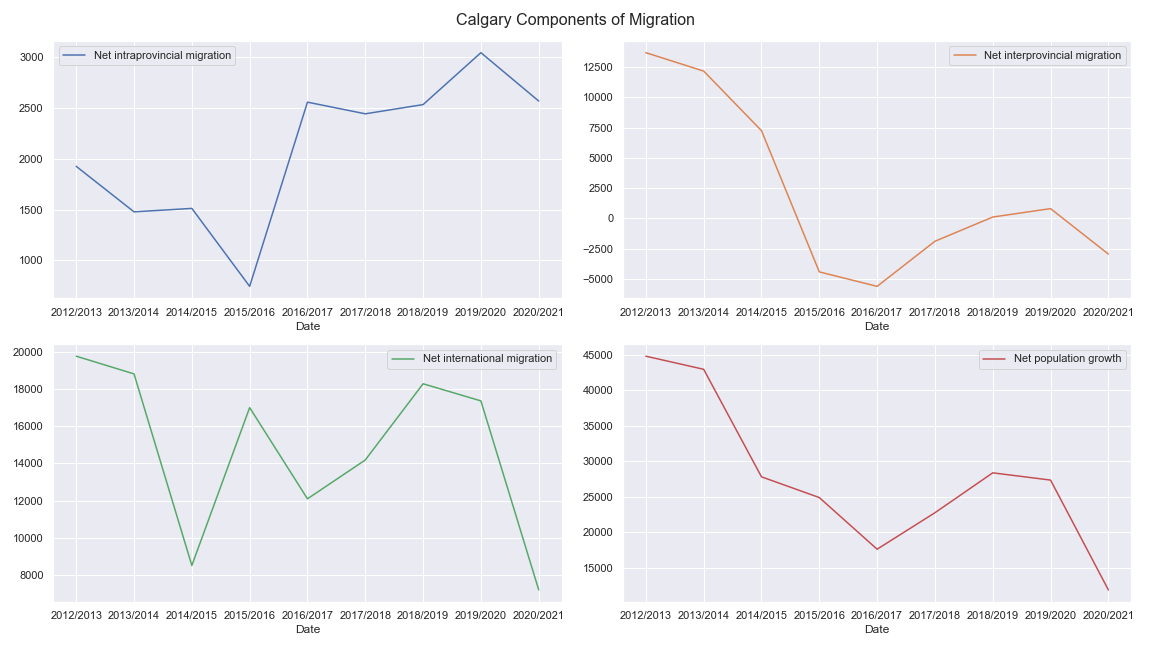 Calgary Components of Migration
Net intraprovincial migration
3000
2500
2000
1500
1000
2012/2013 2013/2014 2014/2015 2015/2016 2016/2017 2017/2018 2018/2019 2019/2020 2020/2021
Date
Net interprovincial migration
12500
10000
7500
5000
2500
0
−2500
−5000
2012/2013 2013/2014 2014/2015 2015/2016 2016/2017 2017/2018 2018/2019 2019/2020 2020/2021
Date
Net international migration
20000
18000
16000
14000
12000
10000
8000
2012/2013 2013/2014 2014/2015 2015/2016 2016/2017 2017/2018 2018/2019 2019/2020 2020/2021
Date
Net population growth
45000
40000
35000
30000
25000
20000
15000
2012/2013 2013/2014 2014/2015 2015/2016 2016/2017 2017/2018 2018/2019 2019/2020 2020/2021
Date